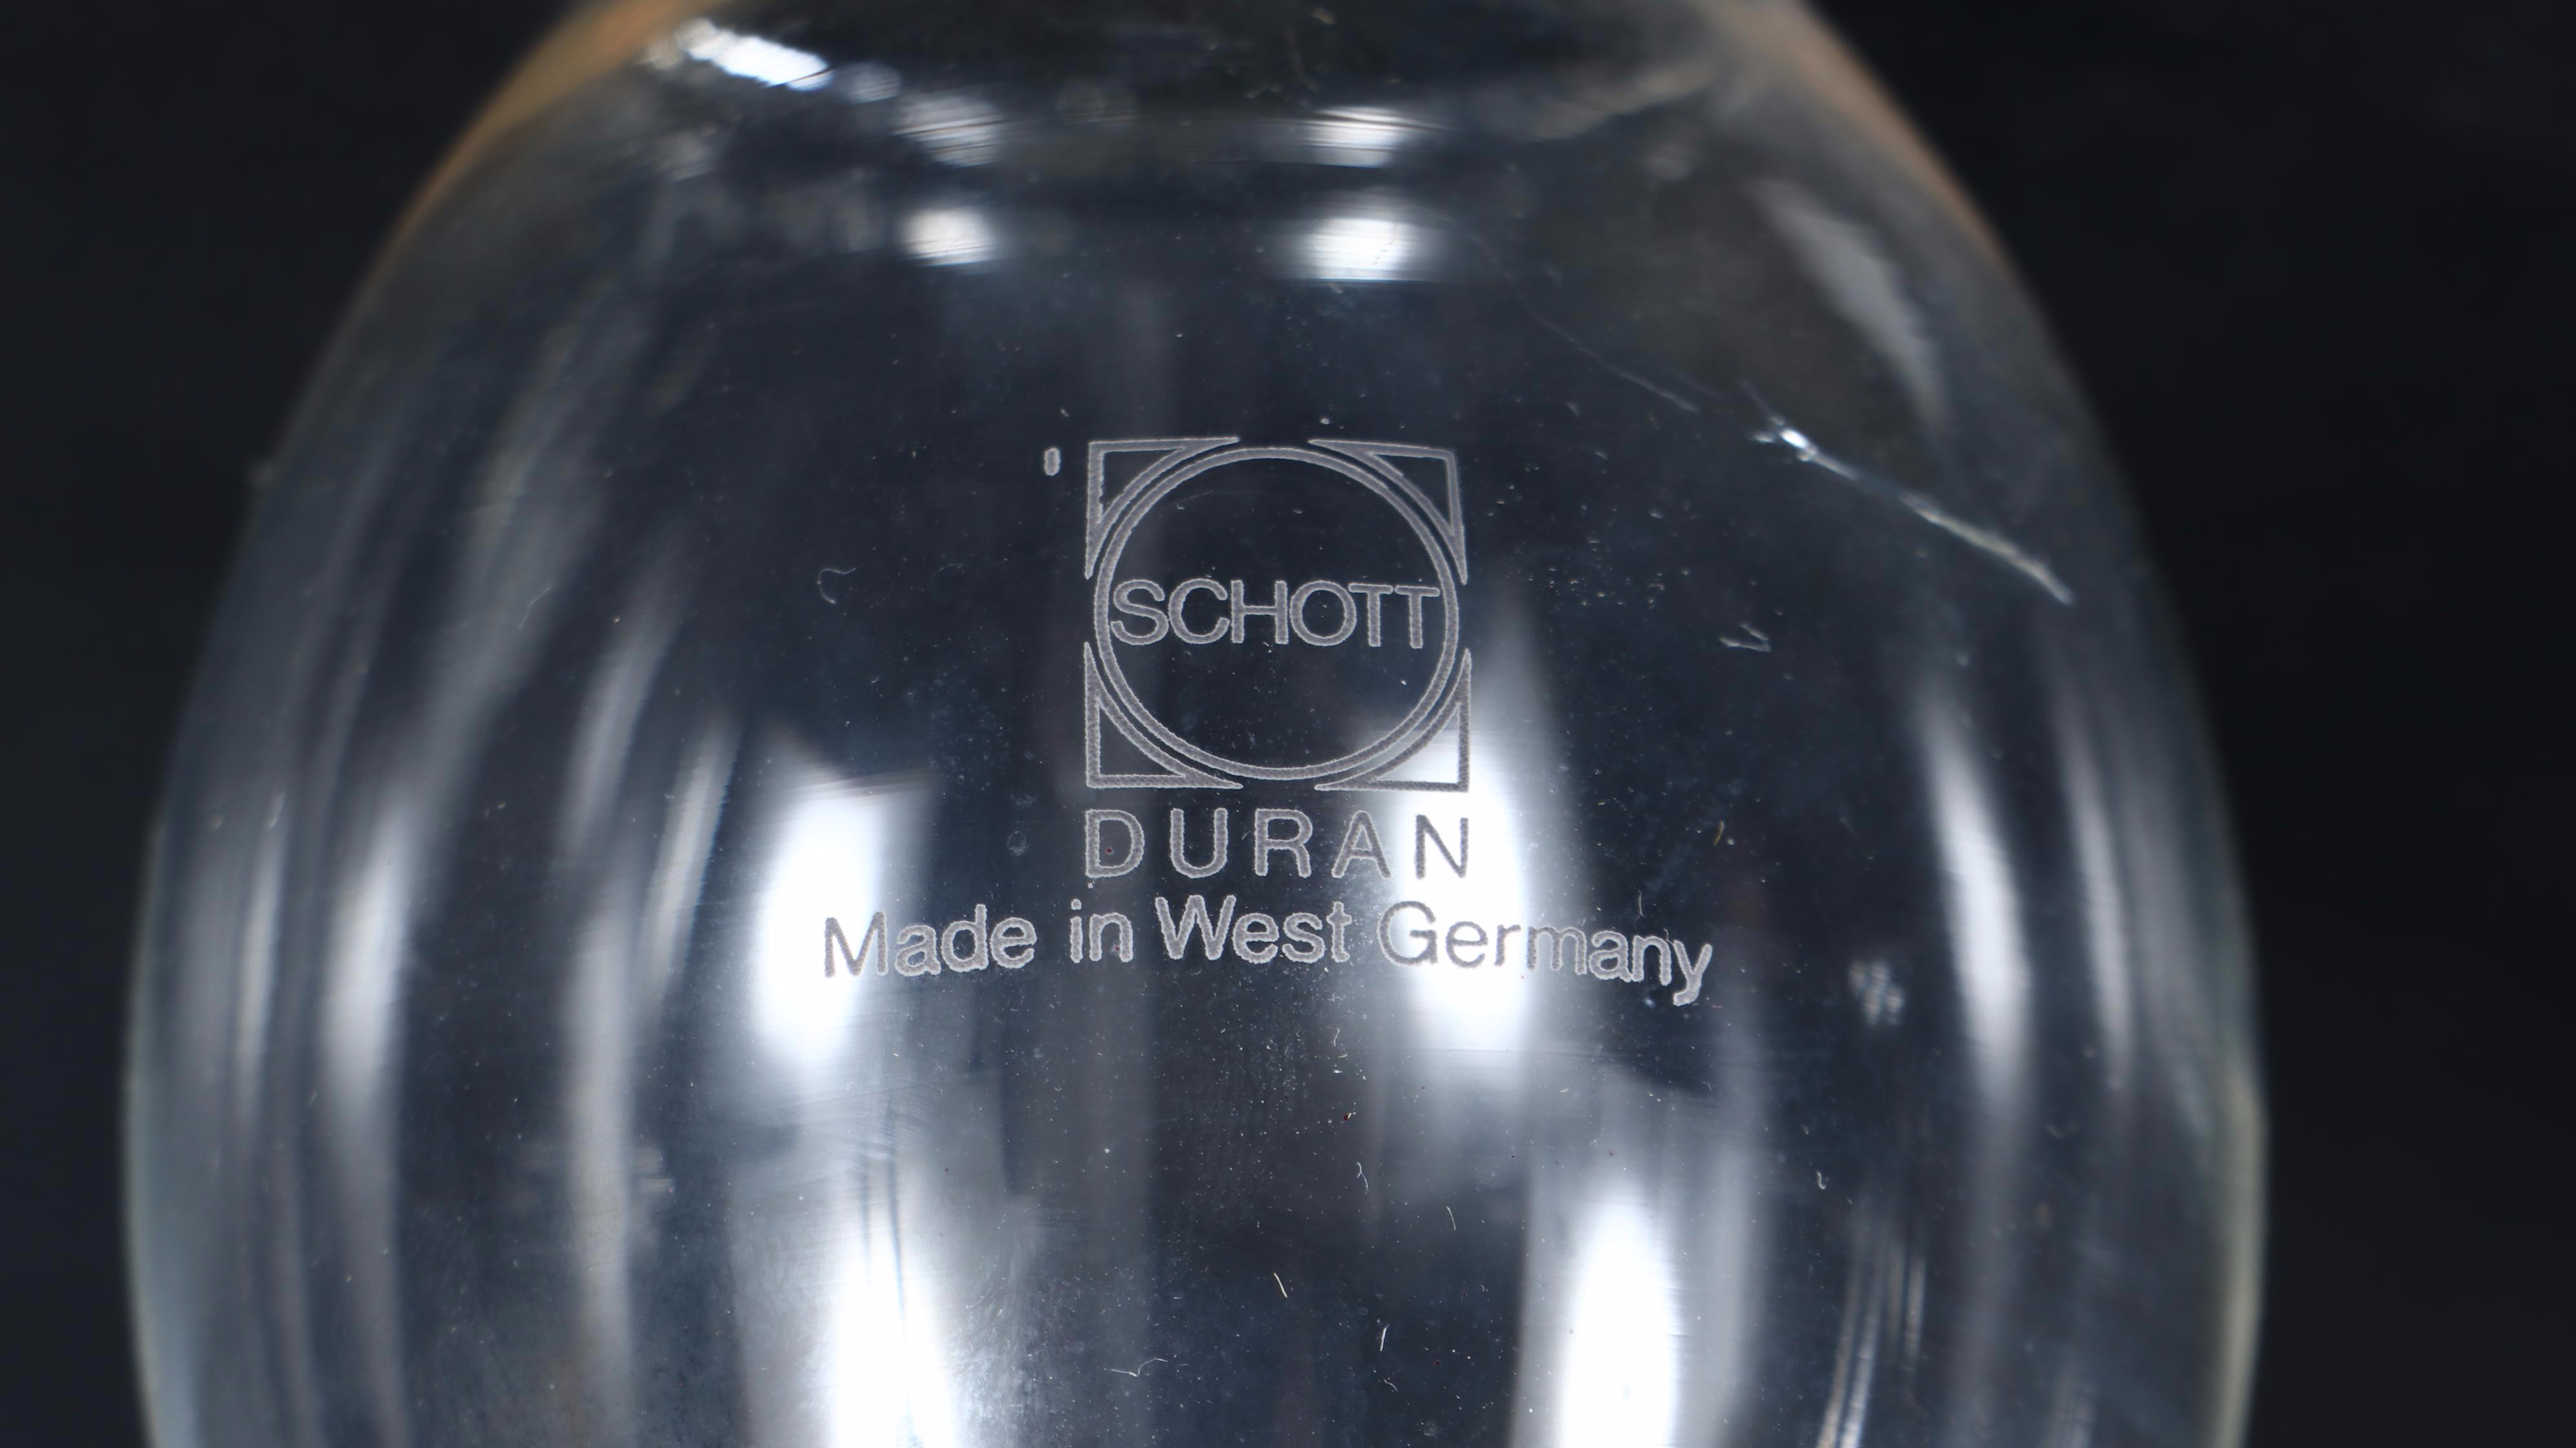 SCHOTT
DURAN
Made in West Germany